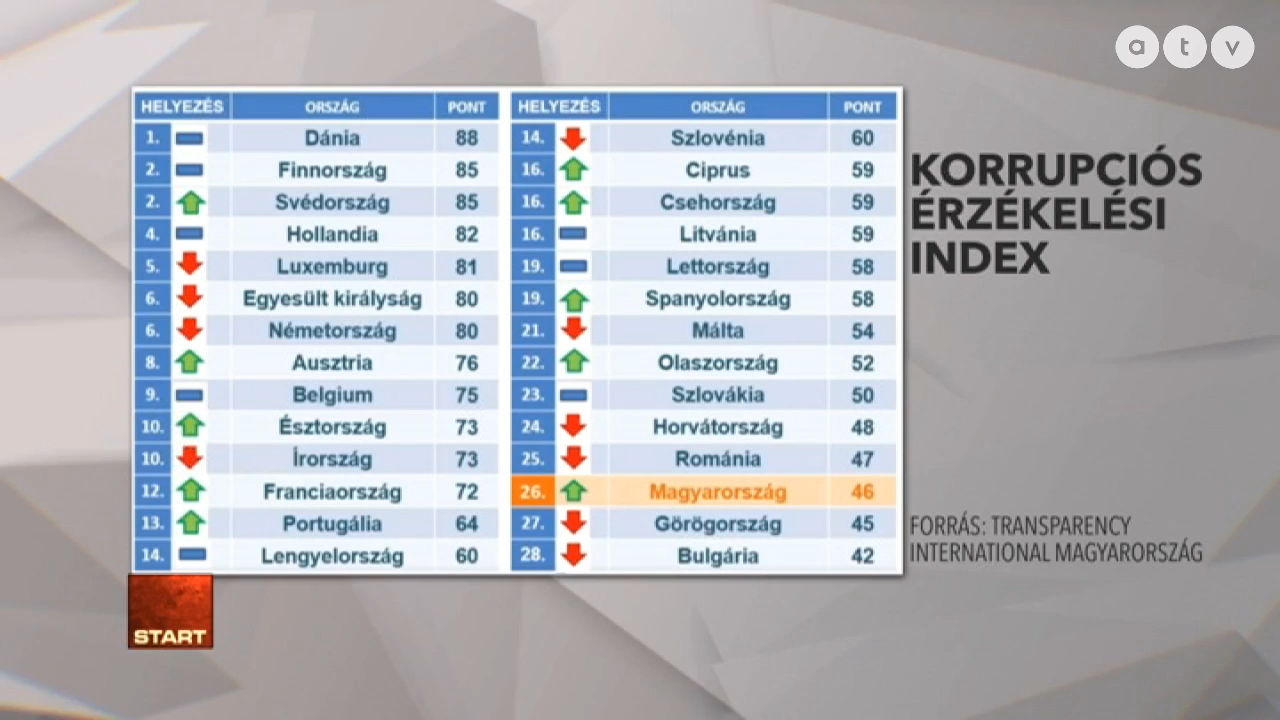 atv
HELYEZÉS ORSZÁG PONT
1. Dánia 88
2. Finnország 85
2. Svédország 85
4. Hollandia 82
5. Luxemburg 81
6. Egyesült királyság 80
6. Németország 80
8. Ausztria 76
9. Belgium 75
10. Észtország 73
10. Írország 73
12. Franciaország 72
13. Portugália 64
14. Lengyelország 60
HELYEZÉS ORSZÁG PONT
14. Szlovénia 60
16. Ciprus 59
16. Csehország 59
16. Litvánia 59
19. Lettország 58
19. Spanyolország 58
21. Málta 54
22. Olaszország 52
23. Szlovákia 50
24. Horvátország 48
25. Románia 47
26. Magyarország 46
27. Görögország 45
28. Bulgária 42
KORRUPCIÓS
ÉRZÉKELÉSI
INDEX
FORRÁS: TRANSPARENCY
INTERNATIONAL MAGYARORSZÁG
START